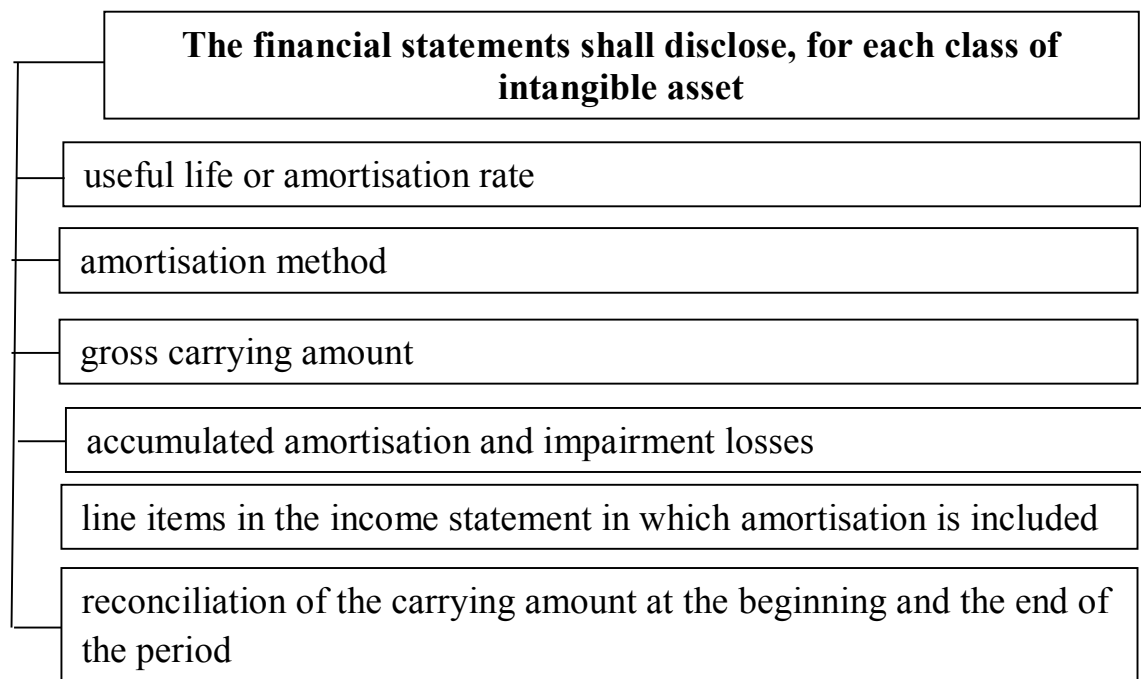 The financial statements shall disclose, for each class of
intangible asset
useful life or amortisation rate
amortisation method
gross carrying amount
accumulated amortisation and impairment losses
line items in the income statement in which amortisation is included
reconciliation of the carrying amount at the beginning and the end of
the period